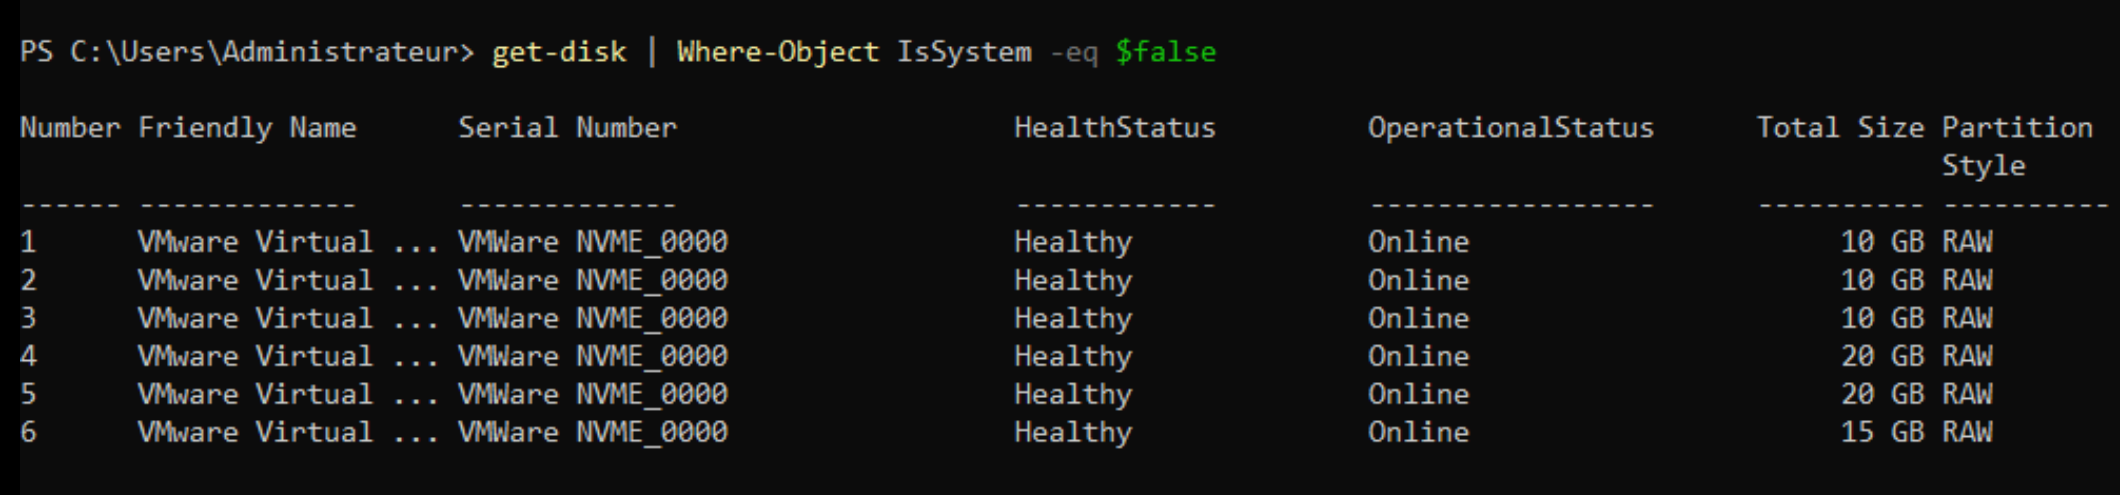 PS C:\Users\Administrateur> get-disk | Where-Object IsSystem -eq $false
Number Friendly Name Serial Number HealthStatus OperationalStatus Total Size Partition
Style
------ ------------- ------------- ------------ ----------------- ---------- ----------
1 VMware Virtual ... VMWare NVME_0000 Healthy Online 10 GB RAW
2 VMware Virtual ... VMWare NVME_0000 Healthy Online 10 GB RAW
3 VMware Virtual ... VMWare NVME_0000 Healthy Online 10 GB RAW
4 VMware Virtual ... VMWare NVME_0000 Healthy Online 20 GB RAW
5 VMware Virtual ... VMWare NVME_0000 Healthy Online 20 GB RAW
6 VMware Virtual ... VMWare NVME_0000 Healthy Online 15 GB RAW